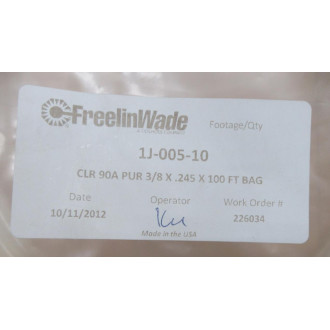 FreelinWade
Footage/Qty
1J-005-10
CLR 90A PUR 3/8 X .245 X 100 FT BAG
Date Operator Work Order #
10/11/2012 226034
Made in the USA